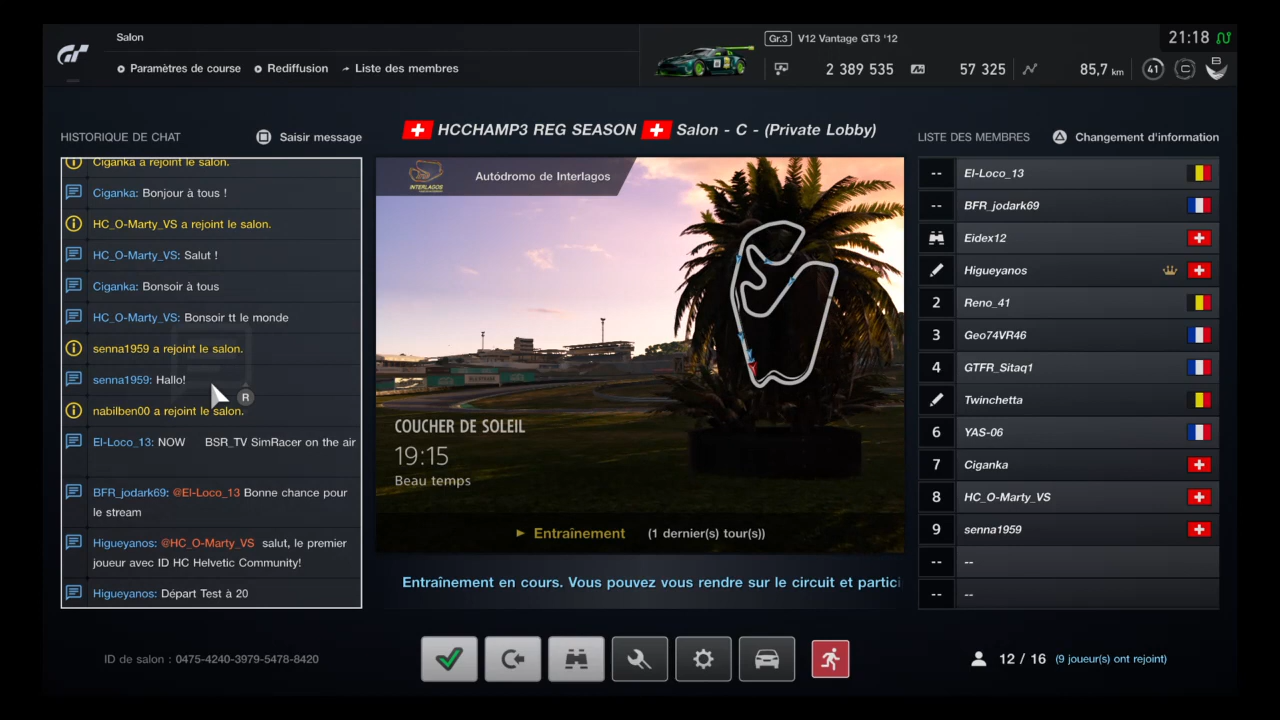 Salon
Gr.3 V12 Vantage GT3 '12
21:18
Paramètres de course Rediffusion Liste des membres
2 389 535 57 325 85,7 km 41 C B
HISTORIQUE DE CHAT Saisir message
HCCHAMP3 REG SEASON Salon - C - (Private Lobby)
LISTE DES MEMBRES Changement d'information
Ciganka a rejoint le salon.
Ciganka: Bonjour à tous !
HC_O-Marty_VS a rejoint le salon.
HC_O-Marty_VS: Salut !
Ciganka: Bonsoir à tous
HC_O-Marty_VS: Bonsoir tt le monde
senna1959 a rejoint le salon.
senna1959: Hallo!
R
nabilben00 a rejoint le salon.
El-Loco_13: NOW BSR_TV SimRacer on the air
BFR_jodark69: @El-Loco_13 Bonne chance pour
le stream
Higueyanos: @HC_O-Marty_VS salut, le premier
joueur avec ID HC Helvetic Community!
Higueyanos: Départ Test à 20
INTERLAGOS
Autódromo de Interlagos
COUCHER DE SOLEIL
19:15
Beau temps
Entraînement (1 dernier(s) tour(s))
Entraînement en cours. Vous pouvez vous rendre sur le circuit et partici
-- El-Loco_13
-- BFR_jodark69
Eidex12
Higueyanos
2 Reno_41
3 Geo74VR46
4 GTFR_Sitaq1
Twinchetta
6 YAS-06
7 Ciganka
8 HC_O-Marty_VS
9 senna1959
-- --
-- --
ID de salon : 0475-4240-3979-5478-8420
12 / 16 (9 joueur(s) ont rejoint)